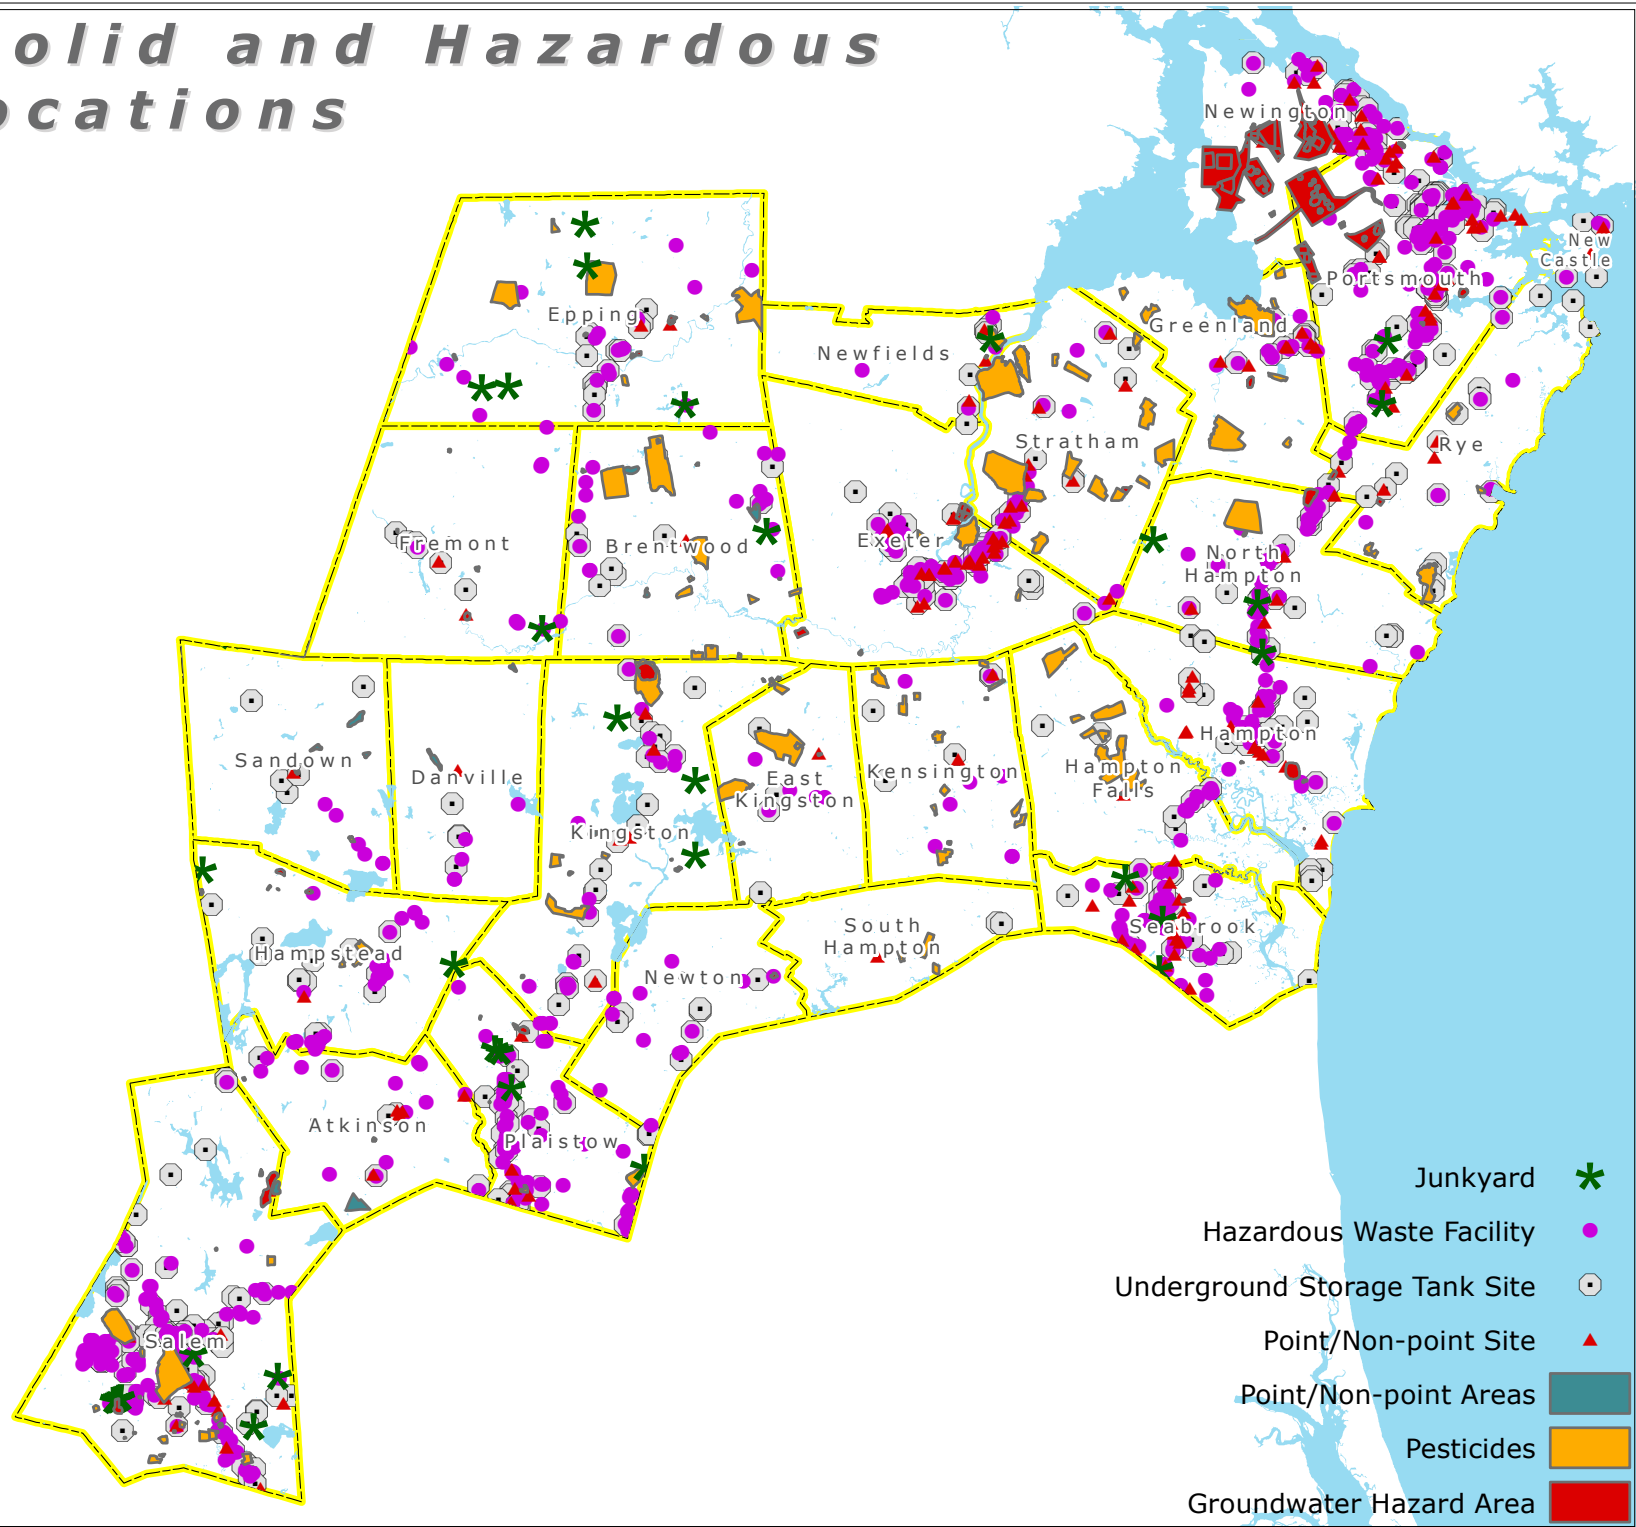 olid and Hazardous
ocations
Newington
New
Castle
Portsmouth
Epping
Greenland
Newfields
Stratham
Rye
Fremont
Brentwood
Exeter
North
Hampton
Sandown
Danville
East
Kingston
Kensington
Hampton
Falls
Hampton
Kingston
Hampstead
South
Hampton
Seabrook
Newton
Atkinson
Plaistow
Salem
Junkyard
Hazardous Waste Facility
Underground Storage Tank Site
Point/Non-point Site
Point/Non-point Areas
Pesticides
Groundwater Hazard Area